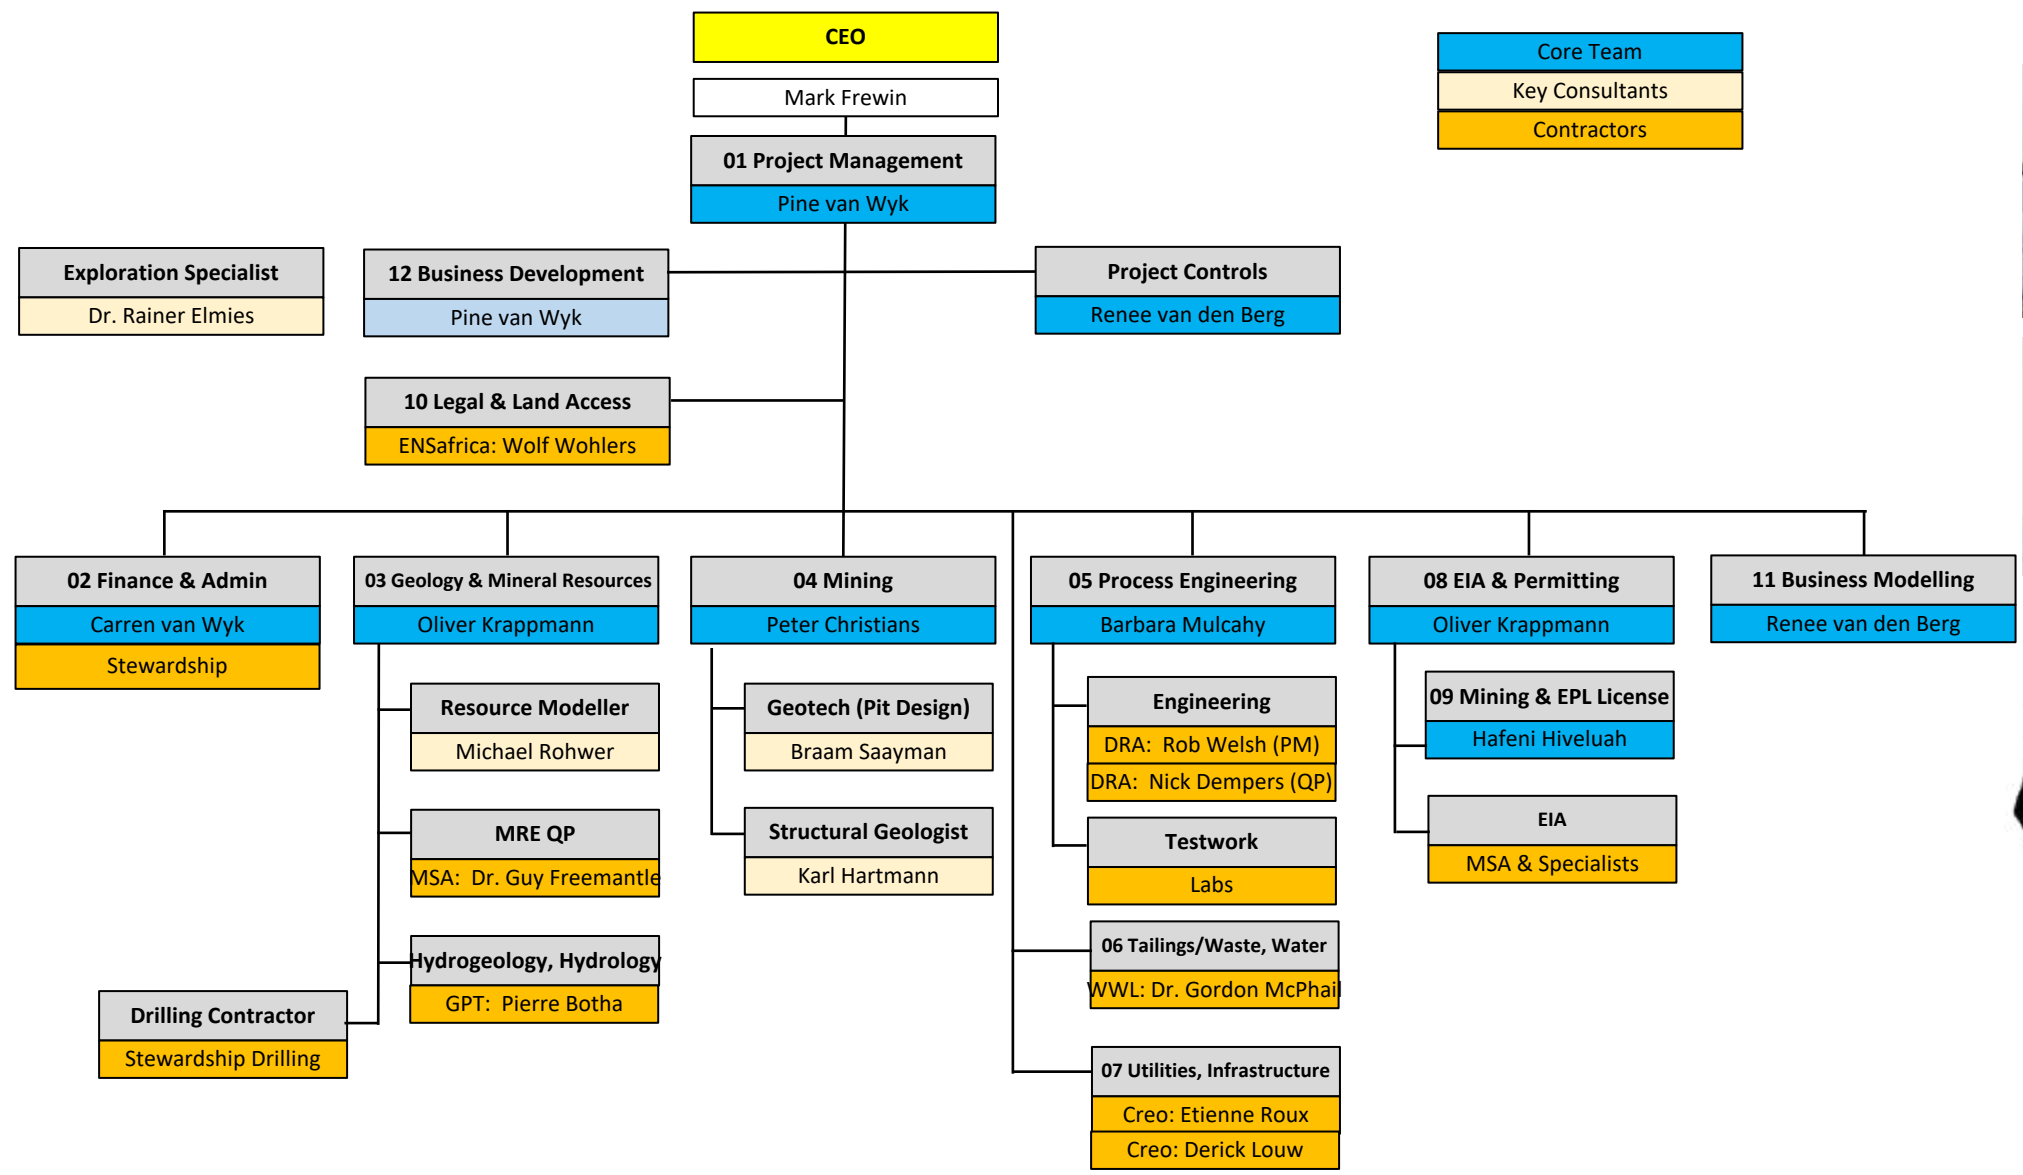 CEO
Mark Frewin
Core Team
Key Consultants
Contractors
01 Project Management
Pine van Wyk
Exploration Specialist
Dr. Rainer Elmies
12 Business Development
Pine van Wyk
Project Controls
Renee van den Berg
10 Legal & Land Access
ENSafrica: Wolf Wohlers
02 Finance & Admin
Carren van Wyk
Stewardship
03 Geology & Mineral Resources
Oliver Krappmann
Resource Modeller
Michael Rohwer
MRE QP
MSA: Dr. Guy Freemantle
Hydrogeology, Hydrology
GPT: Pierre Botha
Drilling Contractor
Stewardship Drilling
04 Mining
Peter Christians
Geotech (Pit Design)
Braam Saayman
Structural Geologist
Karl Hartmann
05 Process Engineering
Barbara Mulcahy
Engineering
DRA: Rob Welsh (PM)
DRA: Nick Dempers (QP)
Testwork
Labs
06 Tailings/Waste, Water
WWL: Dr. Gordon McPhail
07 Utilities, Infrastructure
Creo: Etienne Roux
Creo: Derick Louw
08 EIA & Permitting
Oliver Krappmann
09 Mining & EPL License
Hafeni Hiveluah
EIA
MSA & Specialists
11 Business Modelling
Renee van den Berg